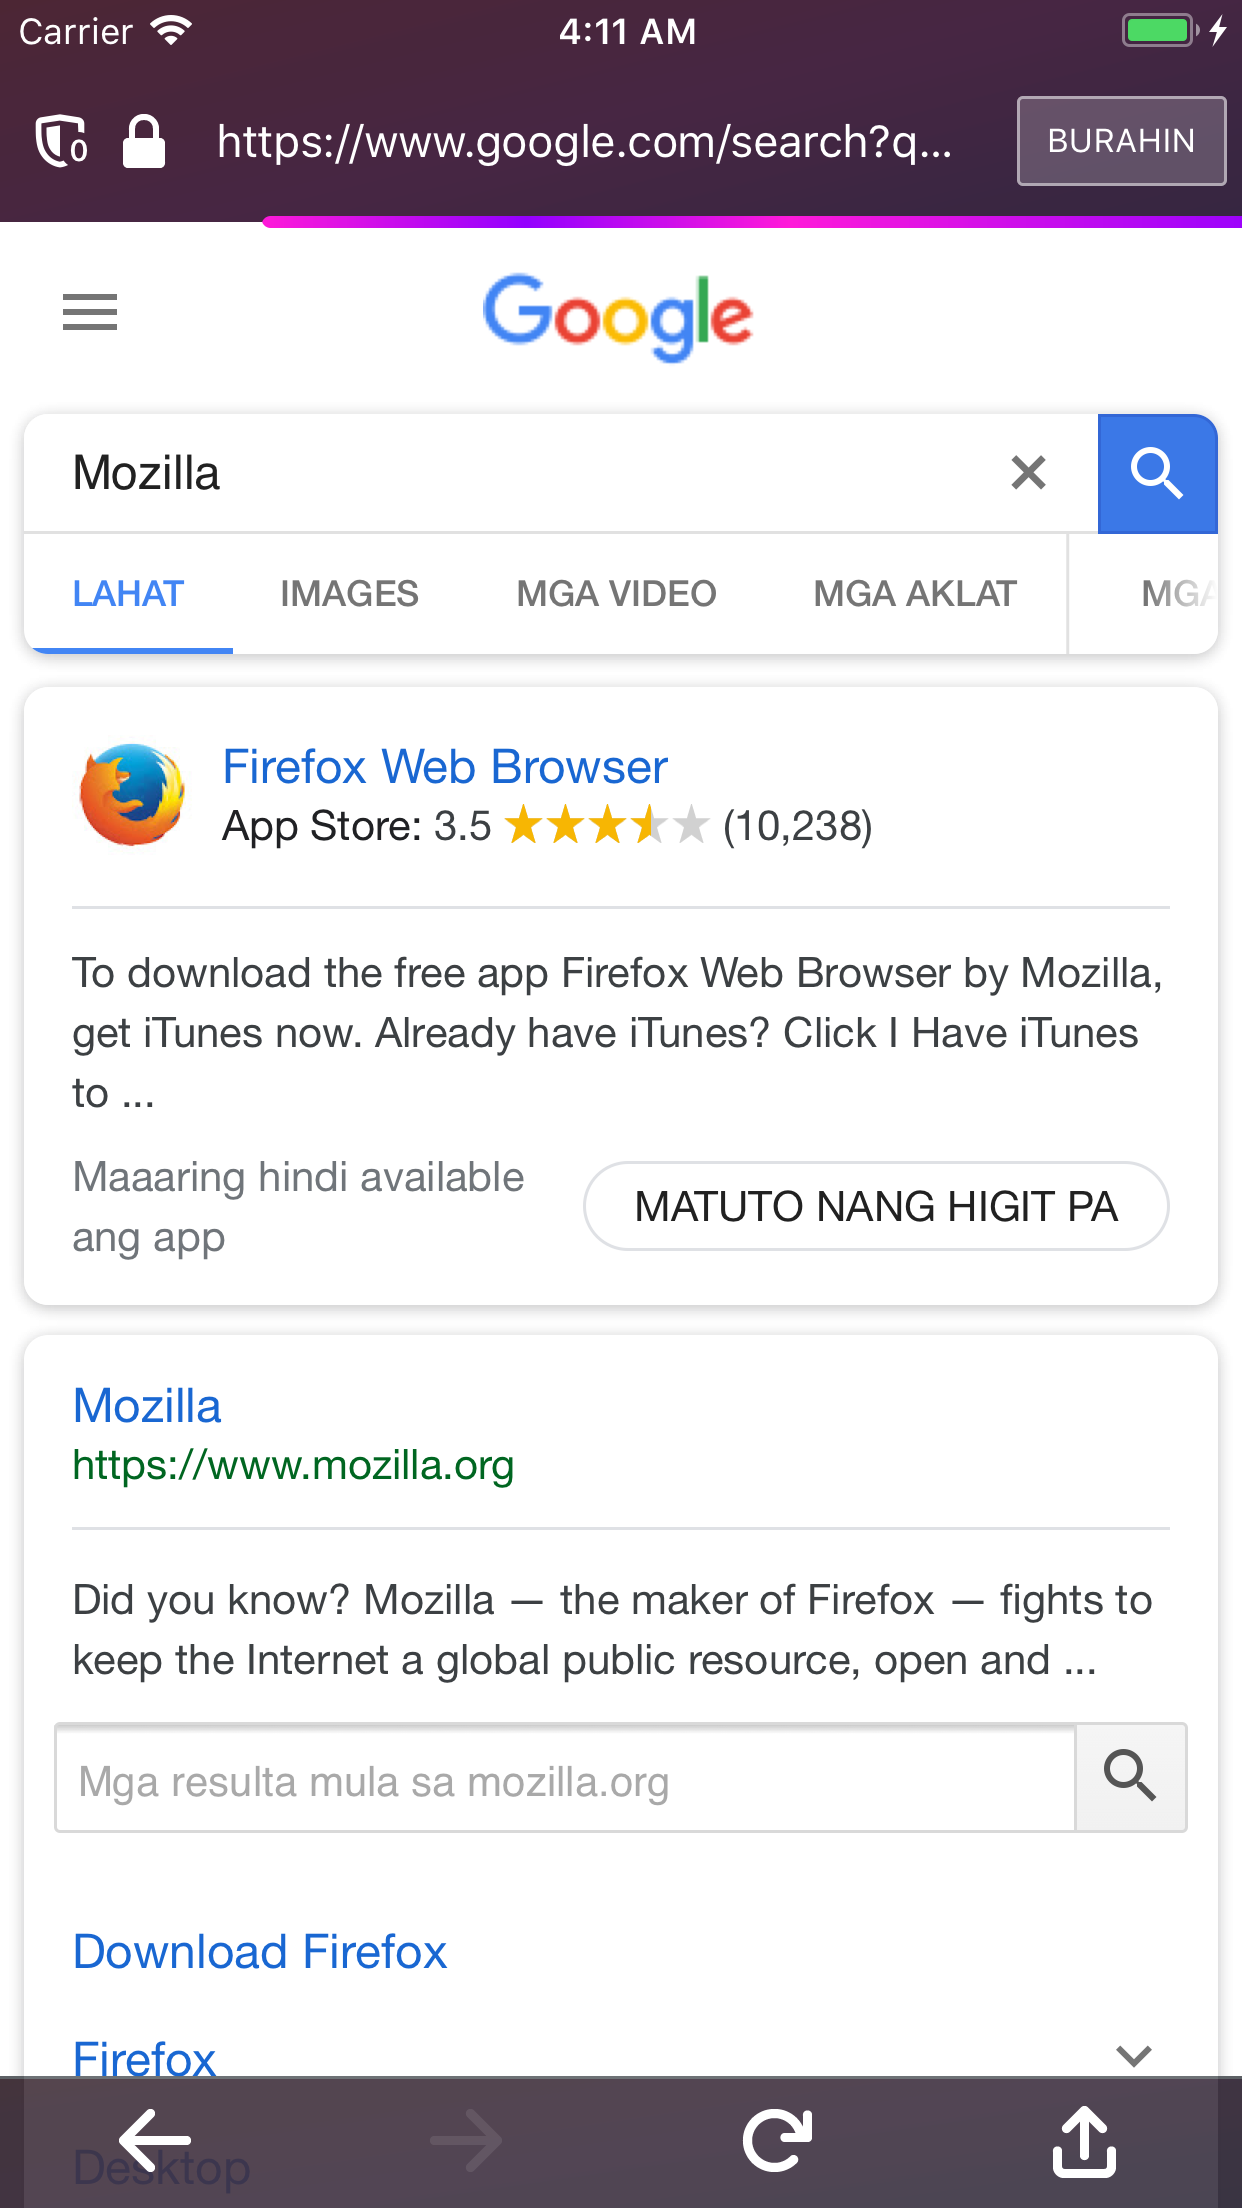 Carrier 4:11 AM
0 https://www.google.com/search?q... BURAHIN
Google
Mozilla
LAHAT IMAGES MGA VIDEO MGA AKLAT MGA
Firefox Web Browser
App Store: 3.5 (10,238)
To download the free app Firefox Web Browser by Mozilla,
get iTunes now. Already have iTunes? Click I Have iTunes
to ...
Maaaring hindi available
ang app
MATUTO NANG HIGIT PA
Mozilla
https://www.mozilla.org
Did you know? Mozilla — the maker of Firefox — fights to
keep the Internet a global public resource, open and ...
Mga resulta mula sa mozilla.org
Download Firefox
Firefox
Desktop